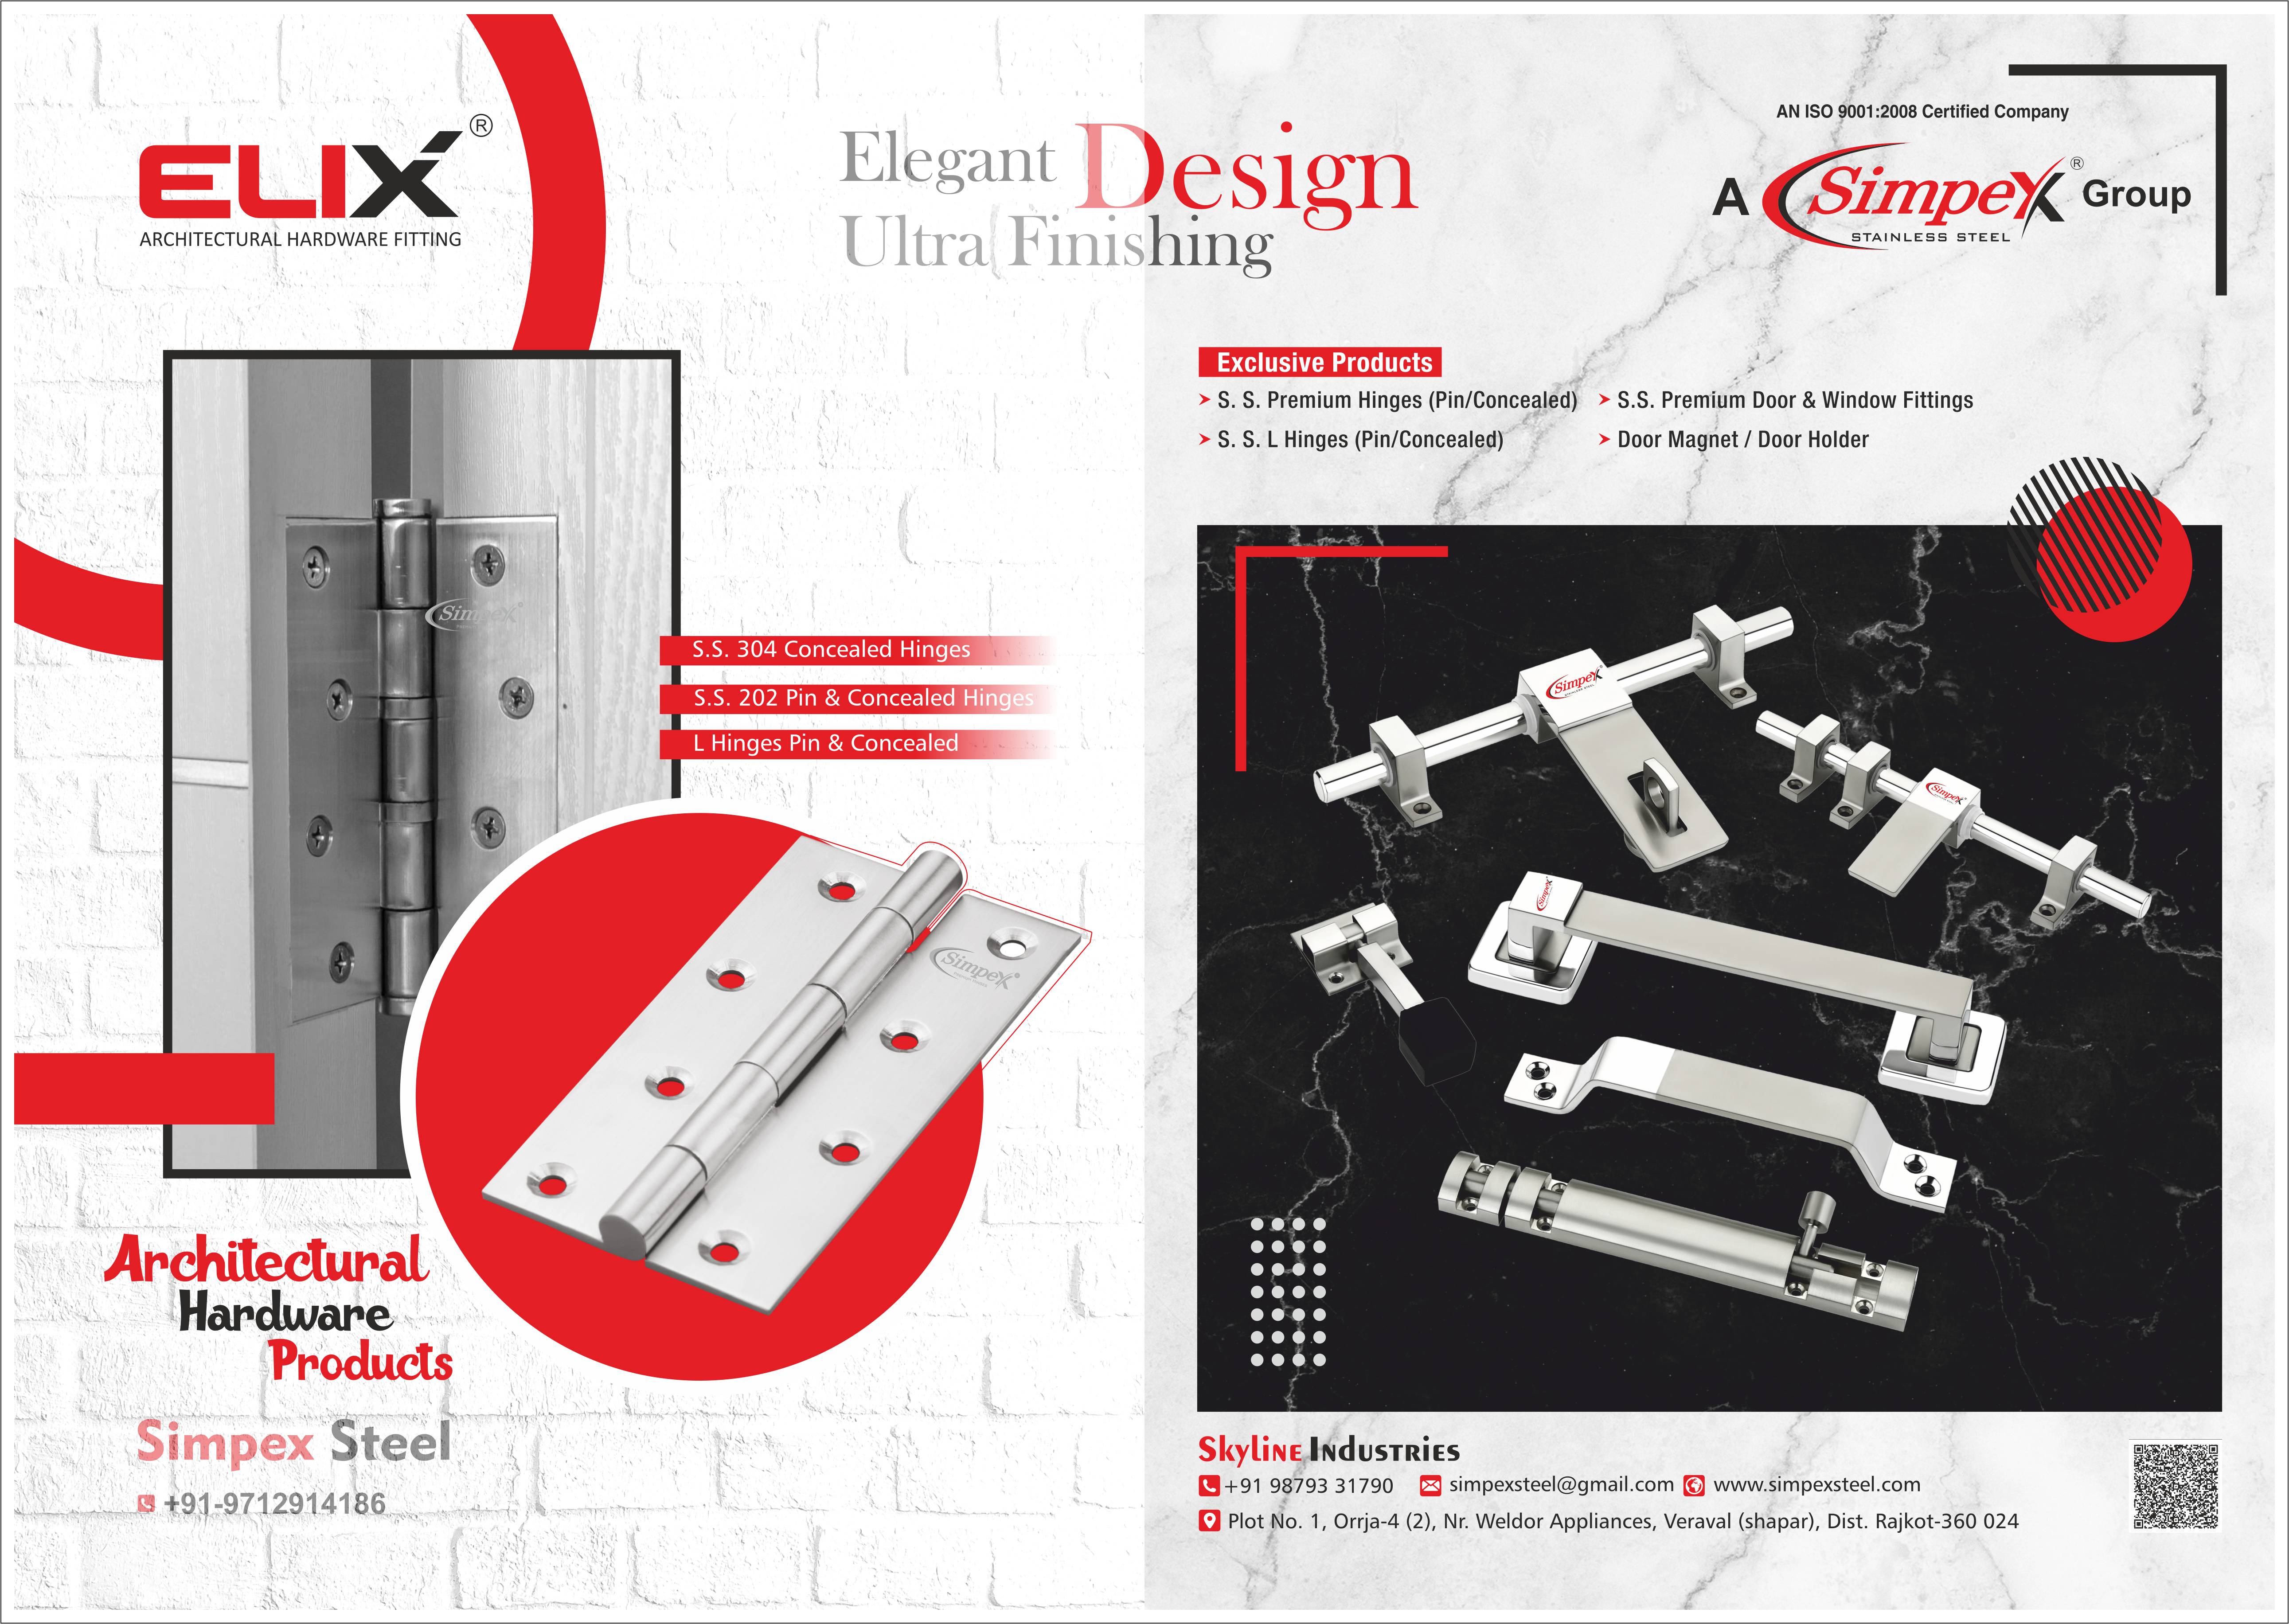 ELIX ®
ARCHITECTURAL HARDWARE FITTING
Elegant Design
Ultra Finishing
AN ISO 9001:2008 Certified Company
A Simpex ® Group
STAINLESS STEEL
Exclusive Products
S. S. Premium Hinges (Pin/Concealed)
S. S. L Hinges (Pin/Concealed)
S.S. Premium Door & Window Fittings
Door Magnet / Door Holder
Simpex
S.S. 304 Concealed Hinges
S.S. 202 Pin & Concealed Hinges
L Hinges Pin & Concealed
Simpex®
Simpex
Simpex
Simpex
Architectural
Hardware
Products
Simpex Steel
+91-9712914186
Skyline Industries
+91 98793 31790 simpexsteel@gmail.com www.simpexsteel.com
Plot No. 1, Orrja-4 (2), Nr. Weldor Appliances, Veraval (shapar), Dist. Rajkot-360 024